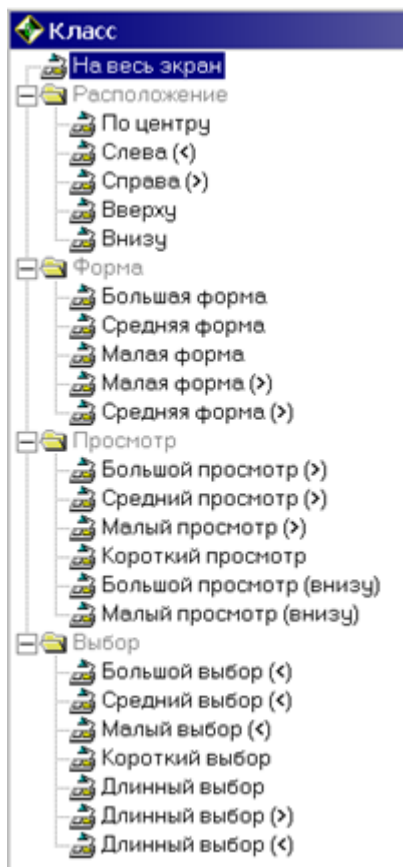 Класс
На весь экран
Расположение
По центру
Слева (<)
Справа (>)
Вверху
Внизу
Форма
Большая форма
Средняя форма
Малая форма
Малая форма (>)
Средняя форма (>)
Просмотр
Большой просмотр (>)
Средний просмотр (>)
Малый просмотр (>)
Короткий просмотр
Большой просмотр (внизу)
Малый просмотр (внизу)
Выбор
Большой выбор (<)
Средний выбор (<)
Малый выбор (<)
Короткий выбор
Длинный выбор
Длинный выбор (>)
Длинный выбор (<)